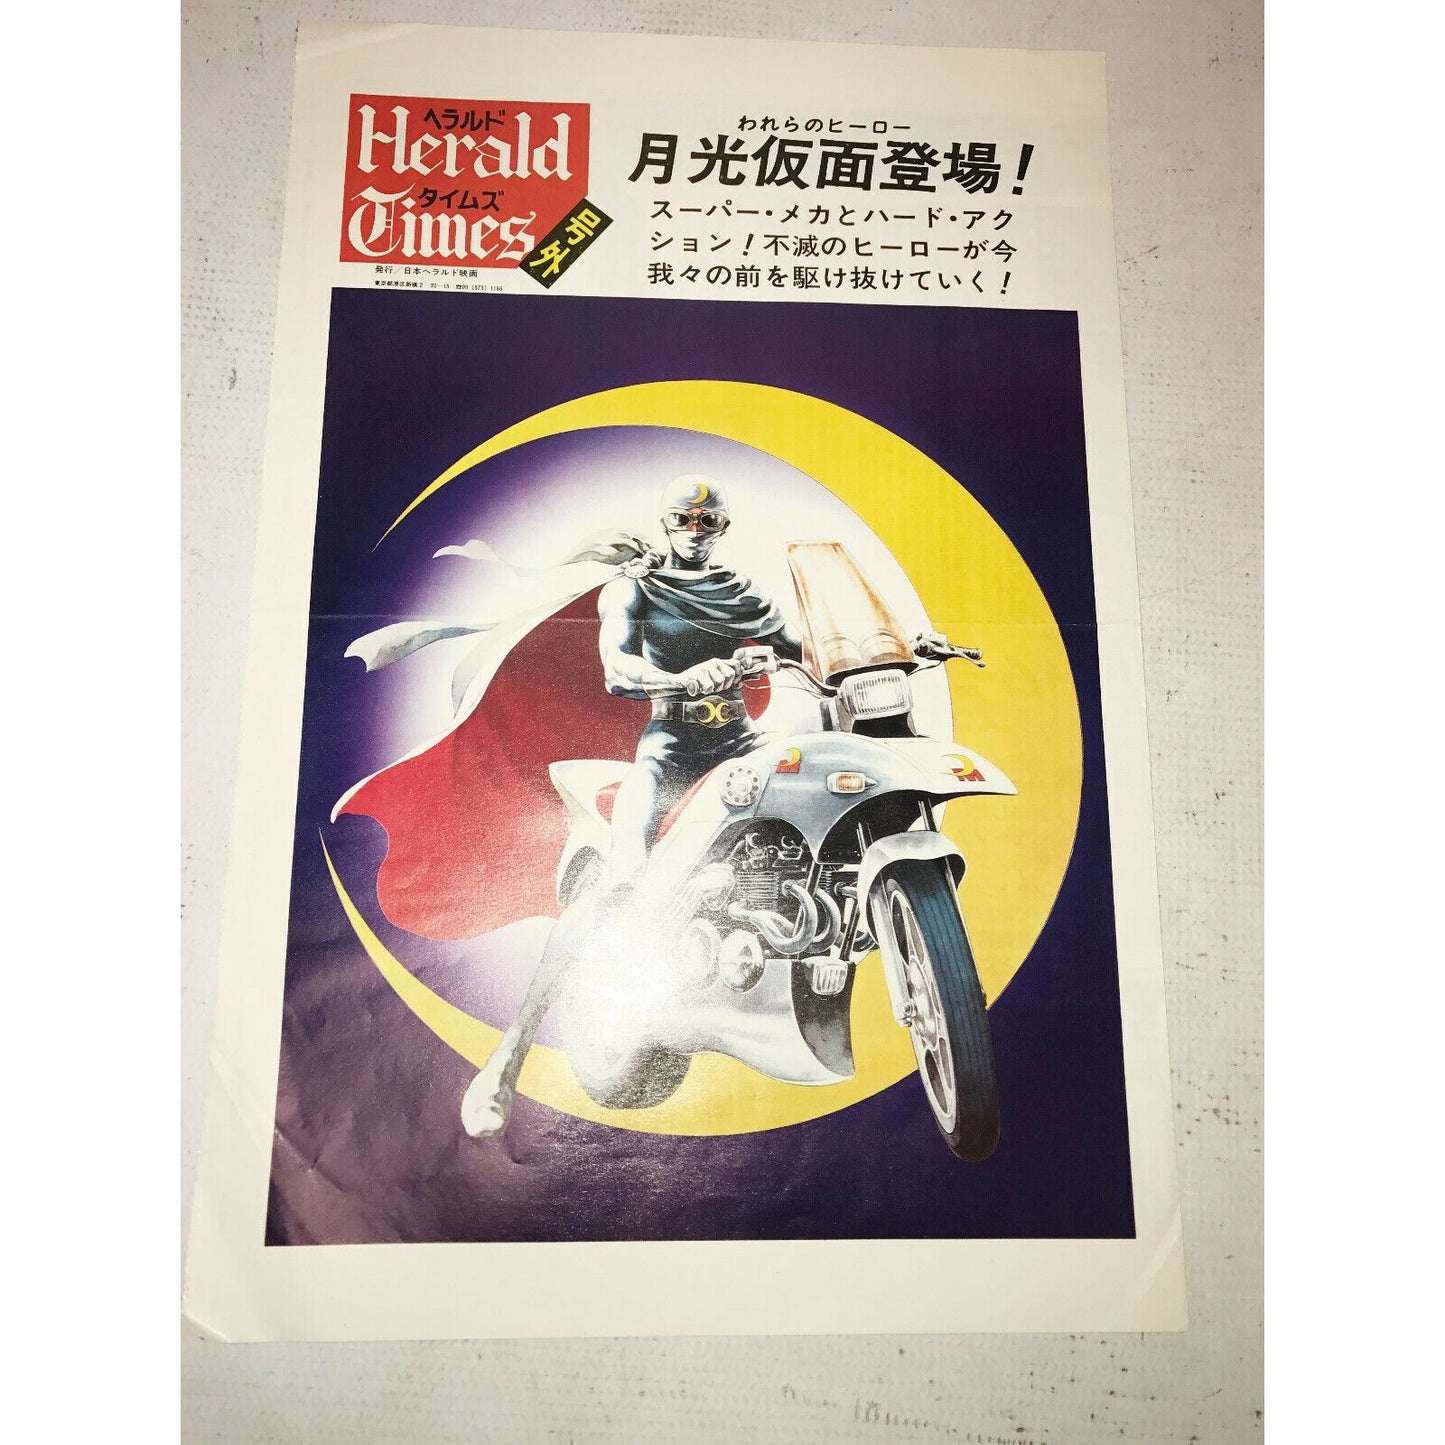 ヘラルド
Herald
タイムズ
Times
号外
発行／日本ヘラルド映画
われらのヒーロー
月光仮面登場！
スーパー・メカとハード・アク
ション！不滅のヒーローが今
我々の前を駆け抜けていく！
M
M